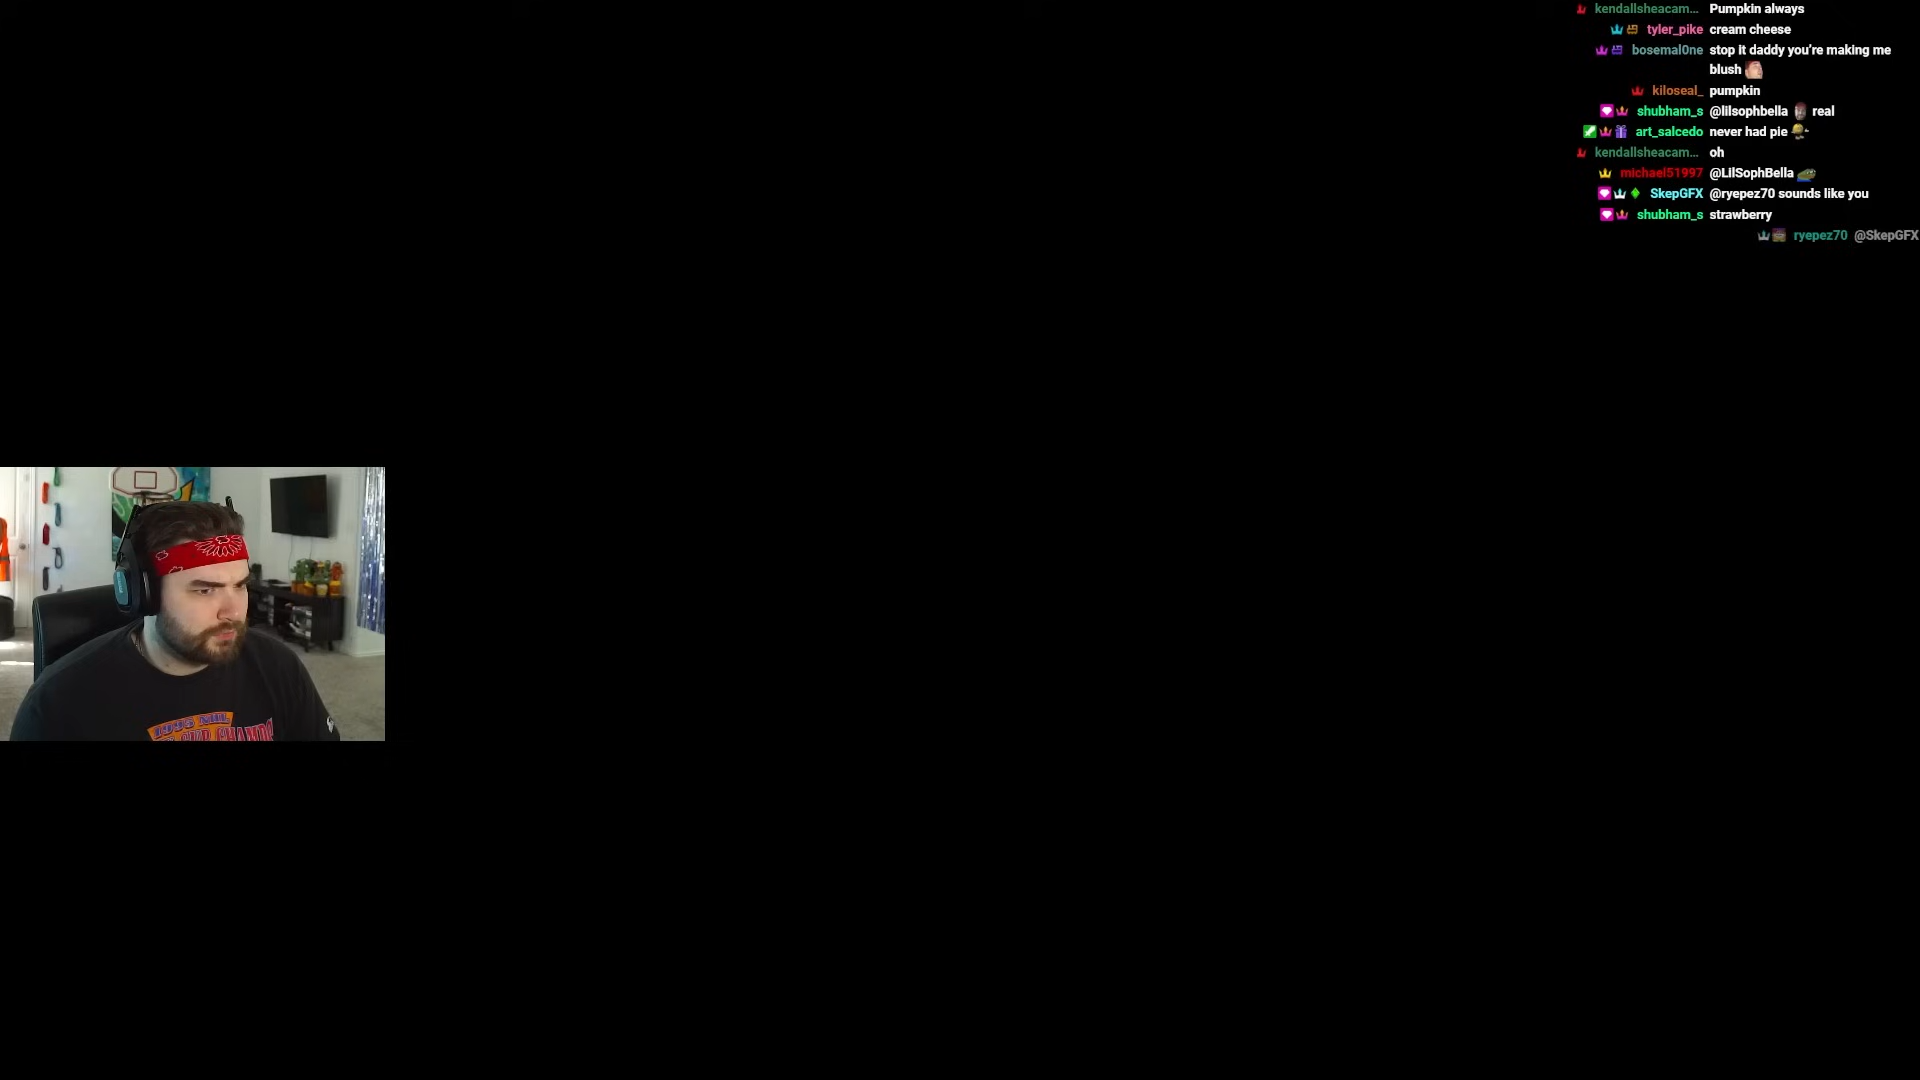 kendallsheacam... Pumpkin always
tyler_pike cream cheese
bosemal0ne stop it daddy you're making me
blush
kiloseal_ pumpkin
shubham_s @lilsophbella real
art_salcedo never had pie
kendallsheacam... oh
michael51997 @LilSophBella
SkepGFX @ryepez70 sounds like you
shubham_s strawberry
ryepez70 @SkepGFX